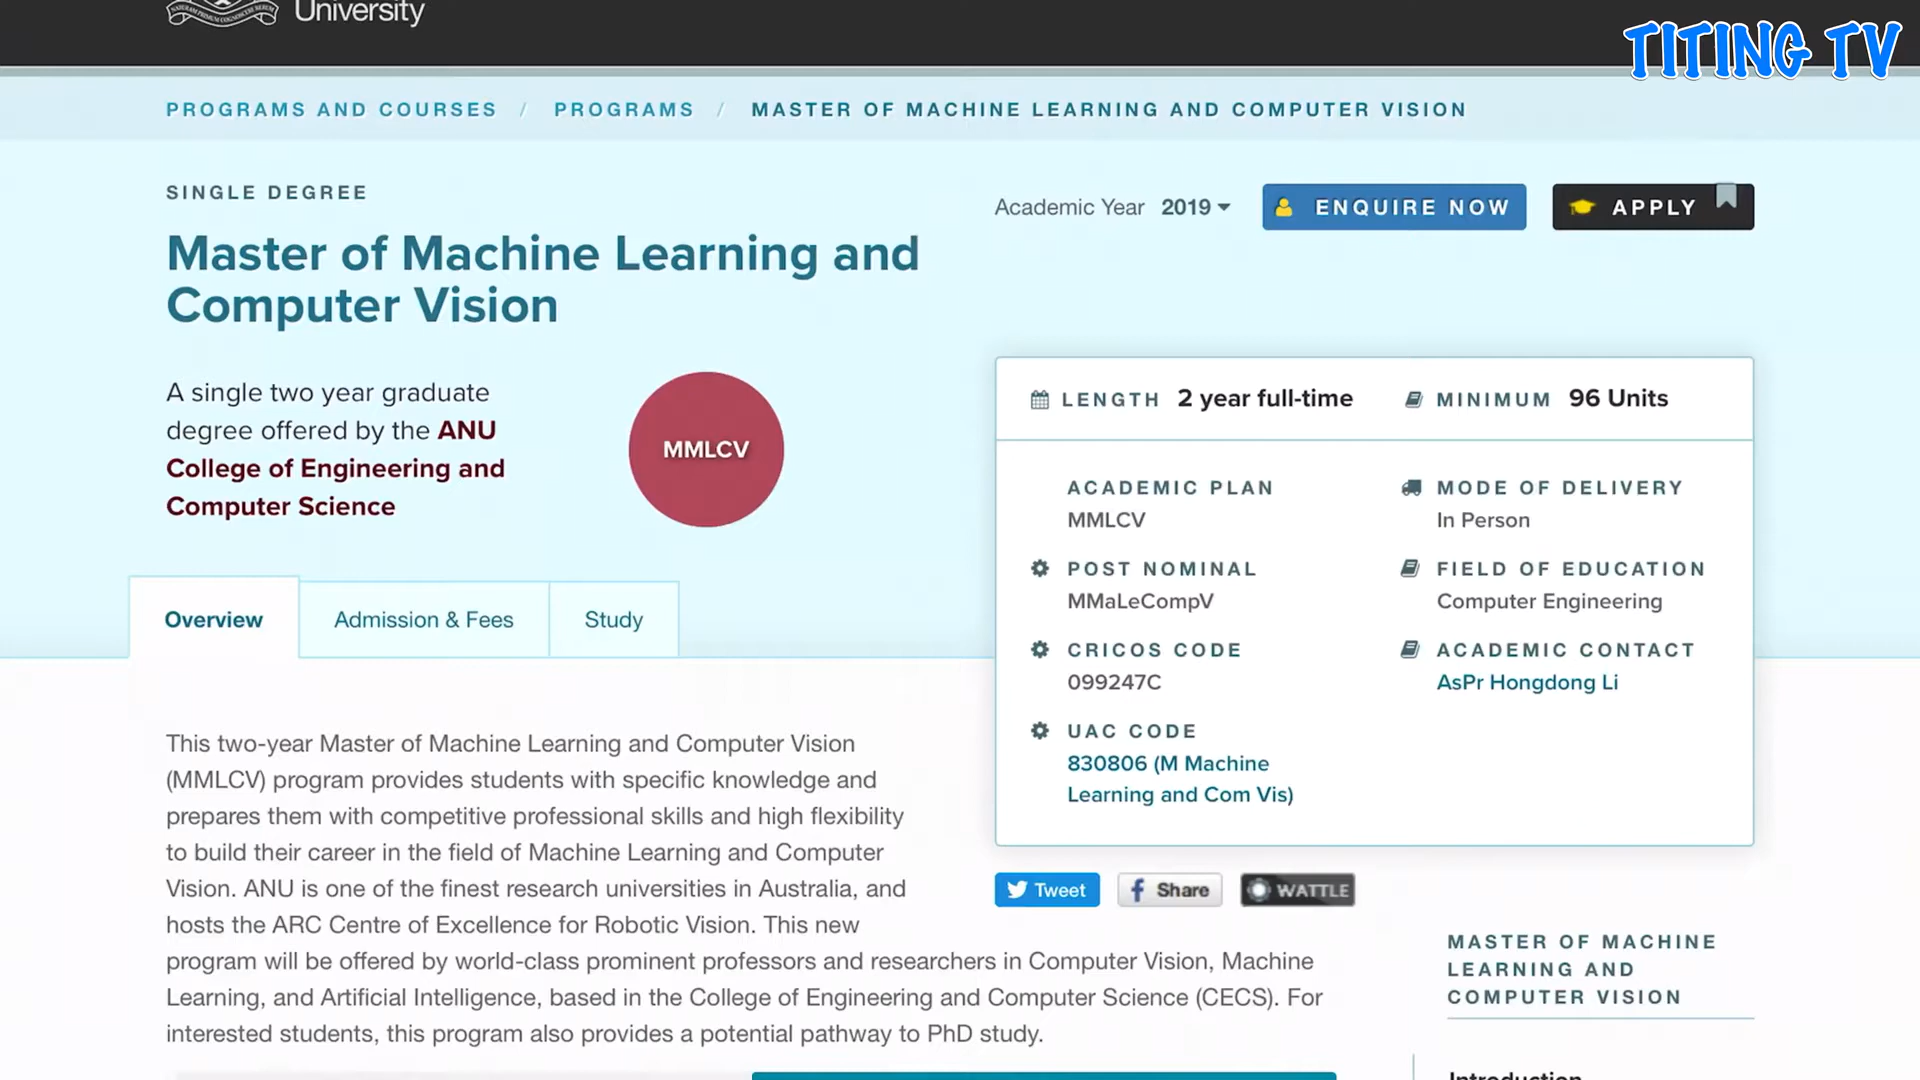 University
TITING TV
PROGRAMS AND COURSES / PROGRAMS / MASTER OF MACHINE LEARNING AND COMPUTER VISION
SINGLE DEGREE
Academic Year 2019
ENQUIRE NOW
APPLY
Master of Machine Learning and
Computer Vision
A single two year graduate
degree offered by the ANU
College of Engineering and
Computer Science
MMLCV
LENGTH 2 year full-time
MINIMUM 96 Units
ACADEMIC PLAN
MMLCV
MODE OF DELIVERY
In Person
POST NOMINAL
MMaLeCompV
FIELD OF EDUCATION
Computer Engineering
CRICOS CODE
099247C
ACADEMIC CONTACT
AsPr Hongdong Li
UAC CODE
830806 (M Machine
Learning and Com Vis)
Overview
Admission & Fees
Study
This two-year Master of Machine Learning and Computer Vision
(MMLCV) program provides students with specific knowledge and
prepares them with competitive professional skills and high flexibility
to build their career in the field of Machine Learning and Computer
Vision. ANU is one of the finest research universities in Australia, and
hosts the ARC Centre of Excellence for Robotic Vision. This new
program will be offered by world-class prominent professors and researchers in Computer Vision, Machine
Learning, and Artificial Intelligence, based in the College of Engineering and Computer Science (CECS). For
interested students, this program also provides a potential pathway to PhD study.
Tweet
Share
WATTLE
MASTER OF MACHINE
LEARNING AND
COMPUTER VISION
Introduction